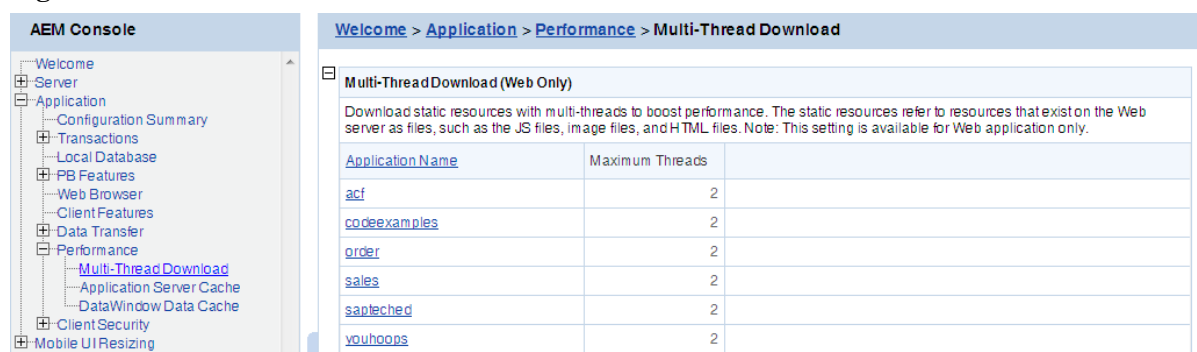 AEM Console
Welcome
Server
Application
Configuration Summary
Transactions
Local Database
PB Features
Web Browser
Client Features
Data Transfer
Performance
Multi-Thread Download
Application Server Cache
DataWindow Data Cache
Client Security
Mobile UI Resizing
Welcome > Application > Performance > Multi-Thread Download
Multi-Thread Download (Web Only)
Download static resources with multi-threads to boost performance. The static resources refer to resources that exist on the Web
server as files, such as the JS files, image files, and HTML files. Note: This setting is available for Web application only.
Application Name Maximum Threads
acf 2
codeexamples 2
order 2
sales 2
sapteched 2
youhoops 2